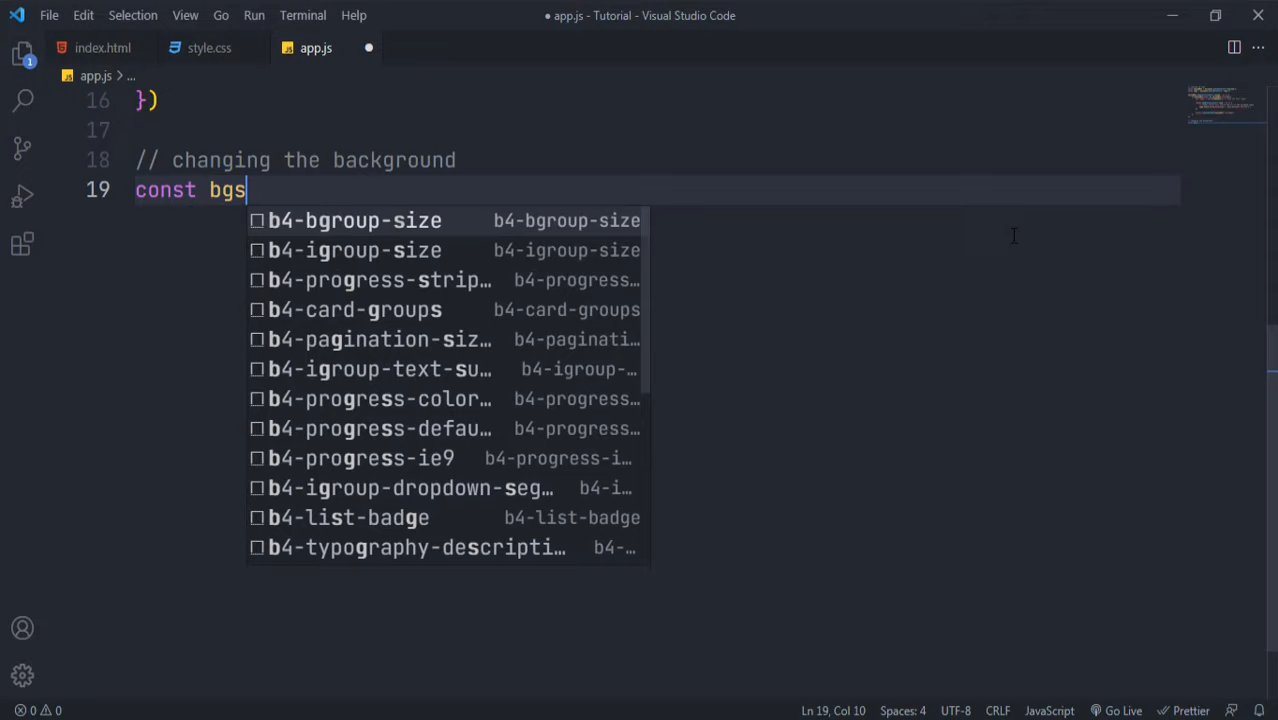 File Edit Selection View Go Run Terminal Help ● app.js - Tutorial - Visual Studio Code
index.html style.css app.js
1 app.js > ...
16 })
17
18 // changing the background
19 const bgs
b4-bgroup-size b4-bgroup-size
b4-igroup-size b4-igroup-size
b4-progress-strip… b4-progress…
b4-card-groups b4-card-groups
b4-pagination-siz… b4-paginati…
b4-igroup-text-su… b4-igroup-…
b4-progress-color… b4-progress…
b4-progress-defau… b4-progress…
b4-progress-ie9 b4-progress-i…
b4-igroup-dropdown-seg… b4-i…
b4-list-badge b4-list-badge
b4-typography-descripti… b4-…
0 0 Ln 19, Col 10 Spaces: 4 UTF-8 CRLF JavaScript Go Live Prettier